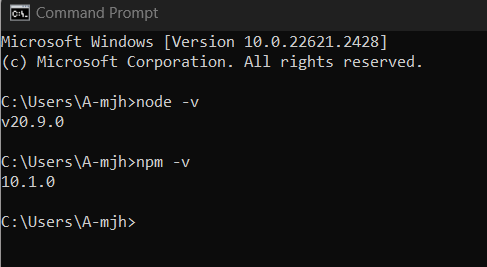 Command Prompt
Microsoft Windows [Version 10.0.22621.2428]
(c) Microsoft Corporation. All rights reserved.
C:\Users\A-mjh>node -v
v20.9.0
C:\Users\A-mjh>npm -v
10.1.0
C:\Users\A-mjh>